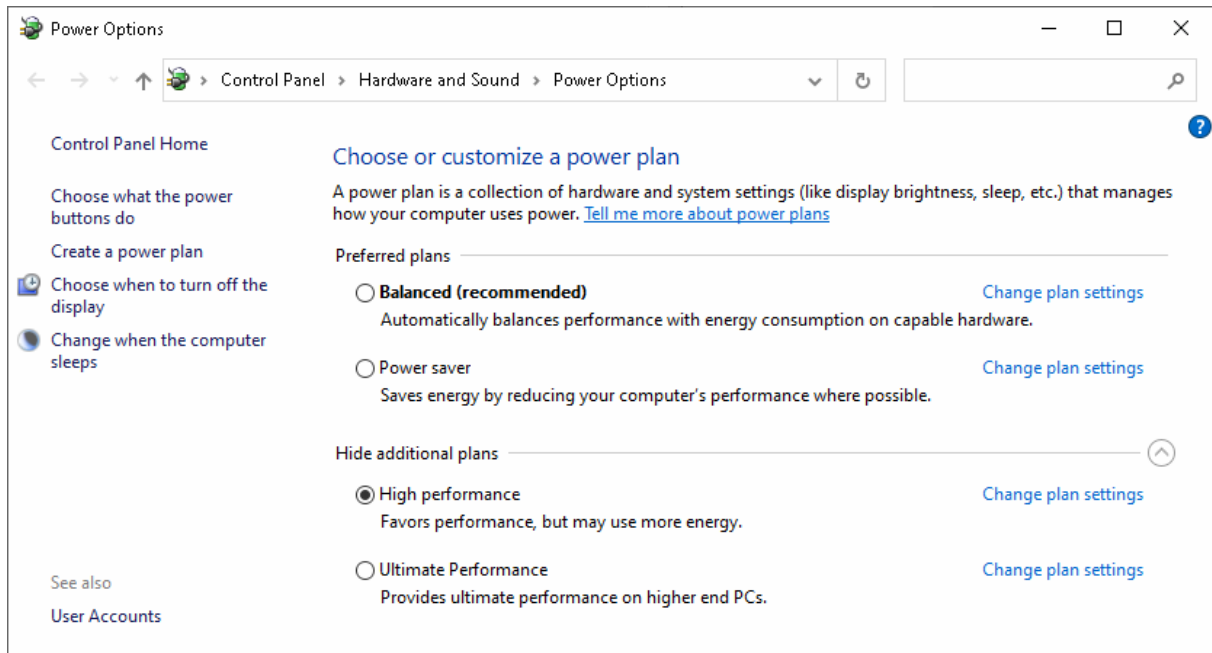 Power Options
Control Panel > Hardware and Sound > Power Options
Control Panel Home
Choose what the power
buttons do
Create a power plan
Choose when to turn off the
display
Change when the computer
sleeps
See also
User Accounts
?
Choose or customize a power plan
A power plan is a collection of hardware and system settings (like display brightness, sleep, etc.) that manages
how your computer uses power. Tell me more about power plans
Preferred plans
Balanced (recommended) Change plan settings
Automatically balances performance with energy consumption on capable hardware.
Power saver Change plan settings
Saves energy by reducing your computer's performance where possible.
Hide additional plans
High performance Change plan settings
Favors performance, but may use more energy.
Ultimate Performance Change plan settings
Provides ultimate performance on higher end PCs.